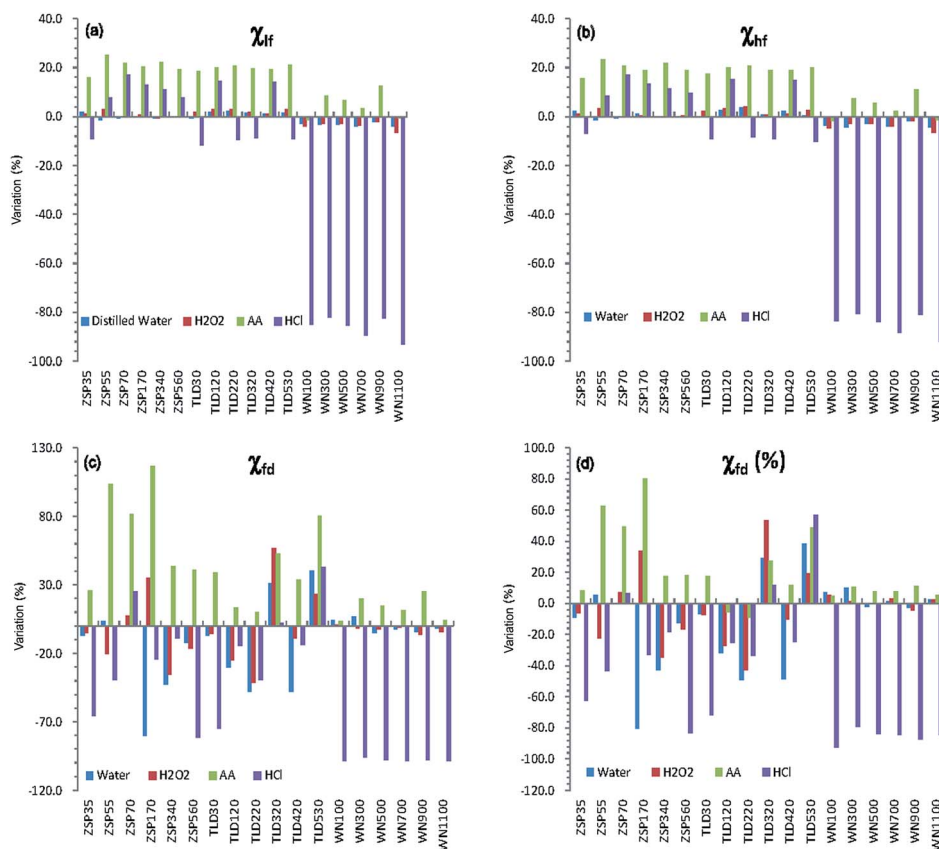 (a) χlf
40.0
20.0
0.0
-20.0
-40.0
-60.0
-80.0
-100.0
Variation (%)
Distilled Water H2O2 AA HCl
ZSP35 ZSP55 ZSP70 ZSP170 ZSP340 ZSP560 TLD30 TLD120 TLD220 TLD320 TLD420 TLD530 WN100 WN300 WN500 WN700 WN900 WN1100
(b) χhf
40.0
20.0
0.0
-20.0
-40.0
-60.0
-80.0
-100.0
Variation (%)
Water H2O2 AA HCl
ZSP35 ZSP55 ZSP70 ZSP170 ZSP340 ZSP560 TLD30 TLD120 TLD220 TLD320 TLD420 TLD530 WN100 WN300 WN500 WN700 WN900 WN1100
(c) χfd
130.0
80.0
30.0
-20.0
-70.0
-120.0
Variation (%)
Water H2O2 AA HCl
ZSP35 ZSP55 ZSP70 ZSP170 ZSP340 ZSP560 TLD30 TLD120 TLD220 TLD320 TLD420 TLD530 WN100 WN300 WN500 WN700 WN900 WN1100
(d) χfd (%)
100.0
80.0
60.0
40.0
20.0
0.0
-20.0
-40.0
-60.0
-80.0
-100.0
-120.0
Variation (%)
Water H2O2 AA HCl
ZSP35 ZSP55 ZSP70 ZSP170 ZSP340 ZSP560 TLD30 TLD120 TLD220 TLD320 TLD420 TLD530 WN100 WN300 WN500 WN700 WN900 WN1100